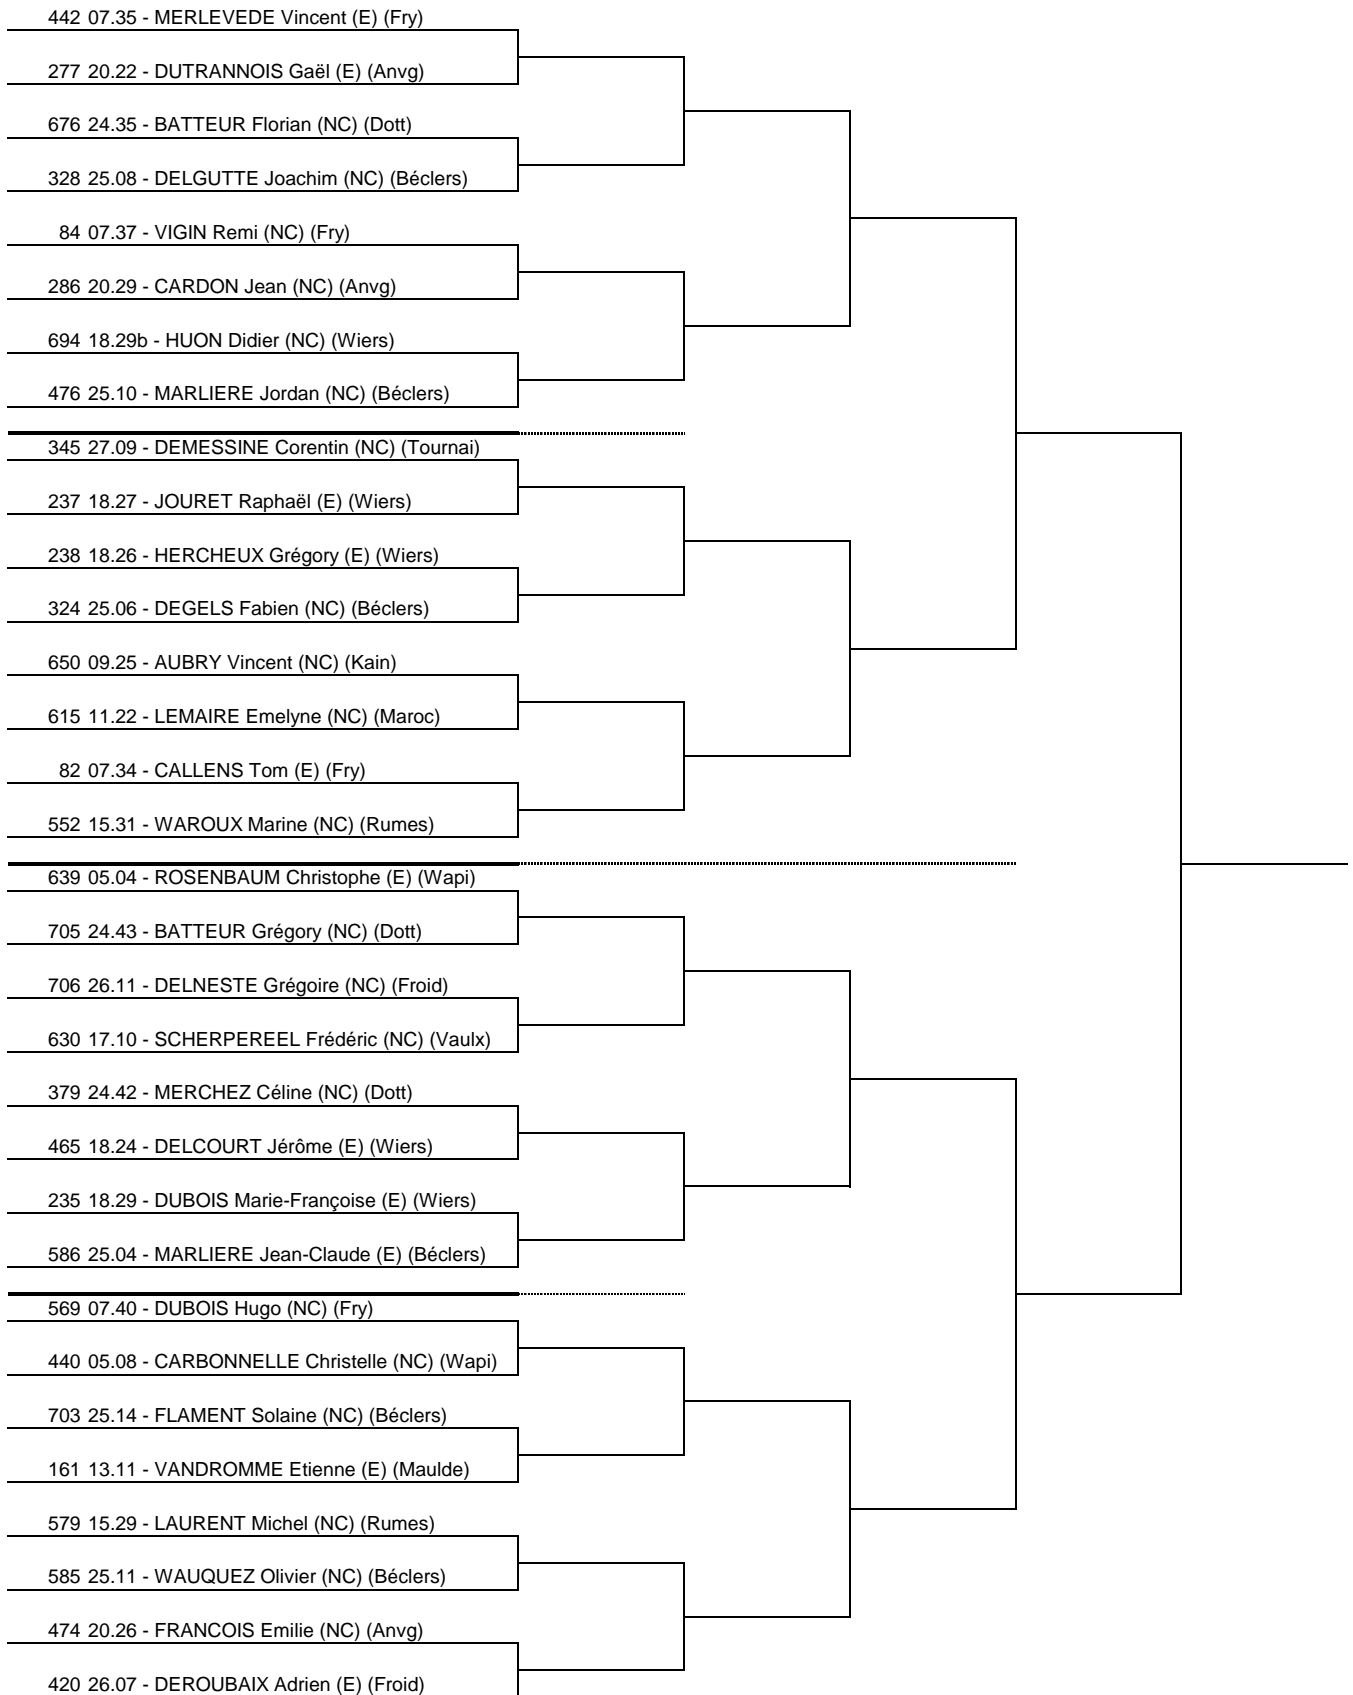 442 07.35 - MERLEVEDE Vincent (E) (Fry)
277 20.22 - DUTRANNOIS Gaël (E) (Anvg)
676 24.35 - BATTEUR Florian (NC) (Dott)
328 25.08 - DELGUTTE Joachim (NC) (Béclers)
84 07.37 - VIGIN Remi (NC) (Fry)
286 20.29 - CARDON Jean (NC) (Anvg)
694 18.29b - HUON Didier (NC) (Wiers)
476 25.10 - MARLIERE Jordan (NC) (Béclers)
345 27.09 - DEMESSINE Corentin (NC) (Tournai)
237 18.27 - JOURET Raphaël (E) (Wiers)
238 18.26 - HERCHEUX Grégory (E) (Wiers)
324 25.06 - DEGELS Fabien (NC) (Béclers)
650 09.25 - AUBRY Vincent (NC) (Kain)
615 11.22 - LEMAIRE Emelyne (NC) (Maroc)
82 07.34 - CALLENS Tom (E) (Fry)
552 15.31 - WAROUX Marine (NC) (Rumes)
639 05.04 - ROSENBAUM Christophe (E) (Wapi)
705 24.43 - BATTEUR Grégory (NC) (Dott)
706 26.11 - DELNESTE Grégoire (NC) (Froid)
630 17.10 - SCHERPEREEL Frédéric (NC) (Vaulx)
379 24.42 - MERCHEZ Céline (NC) (Dott)
465 18.24 - DELCOURT Jérôme (E) (Wiers)
235 18.29 - DUBOIS Marie-Françoise (E) (Wiers)
586 25.04 - MARLIERE Jean-Claude (E) (Béclers)
569 07.40 - DUBOIS Hugo (NC) (Fry)
440 05.08 - CARBONNELLE Christelle (NC) (Wapi)
703 25.14 - FLAMENT Solaine (NC) (Béclers)
161 13.11 - VANDROMME Etienne (E) (Maulde)
579 15.29 - LAURENT Michel (NC) (Rumes)
585 25.11 - WAUQUEZ Olivier (NC) (Béclers)
474 20.26 - FRANCOIS Emilie (NC) (Anvg)
420 26.07 - DEROUBAIX Adrien (E) (Froid)